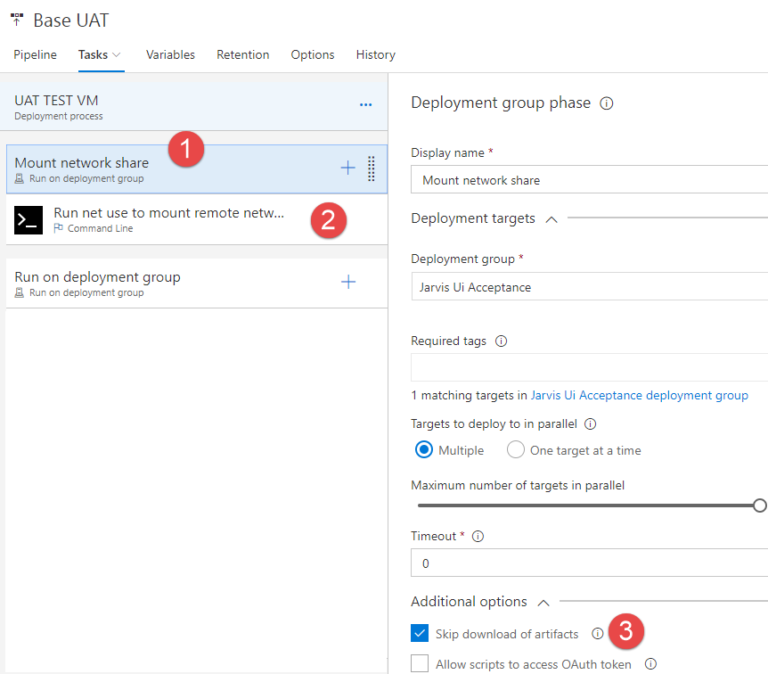 Base UAT
Pipeline Tasks Variables Retention Options History
UAT TEST VM
Deployment process
1
Mount network share
Run on deployment group
Run net use to mount remote netw...
Command Line
2
Run on deployment group
Run on deployment group
Deployment group phase
Display name *
Mount network share
Deployment targets
Deployment group *
Jarvis Ui Acceptance
Required tags
1 matching targets in Jarvis Ui Acceptance deployment group
Targets to deploy to in parallel
Multiple One target at a time
Maximum number of targets in parallel
Timeout *
0
Additional options
Skip download of artifacts 3
Allow scripts to access OAuth token